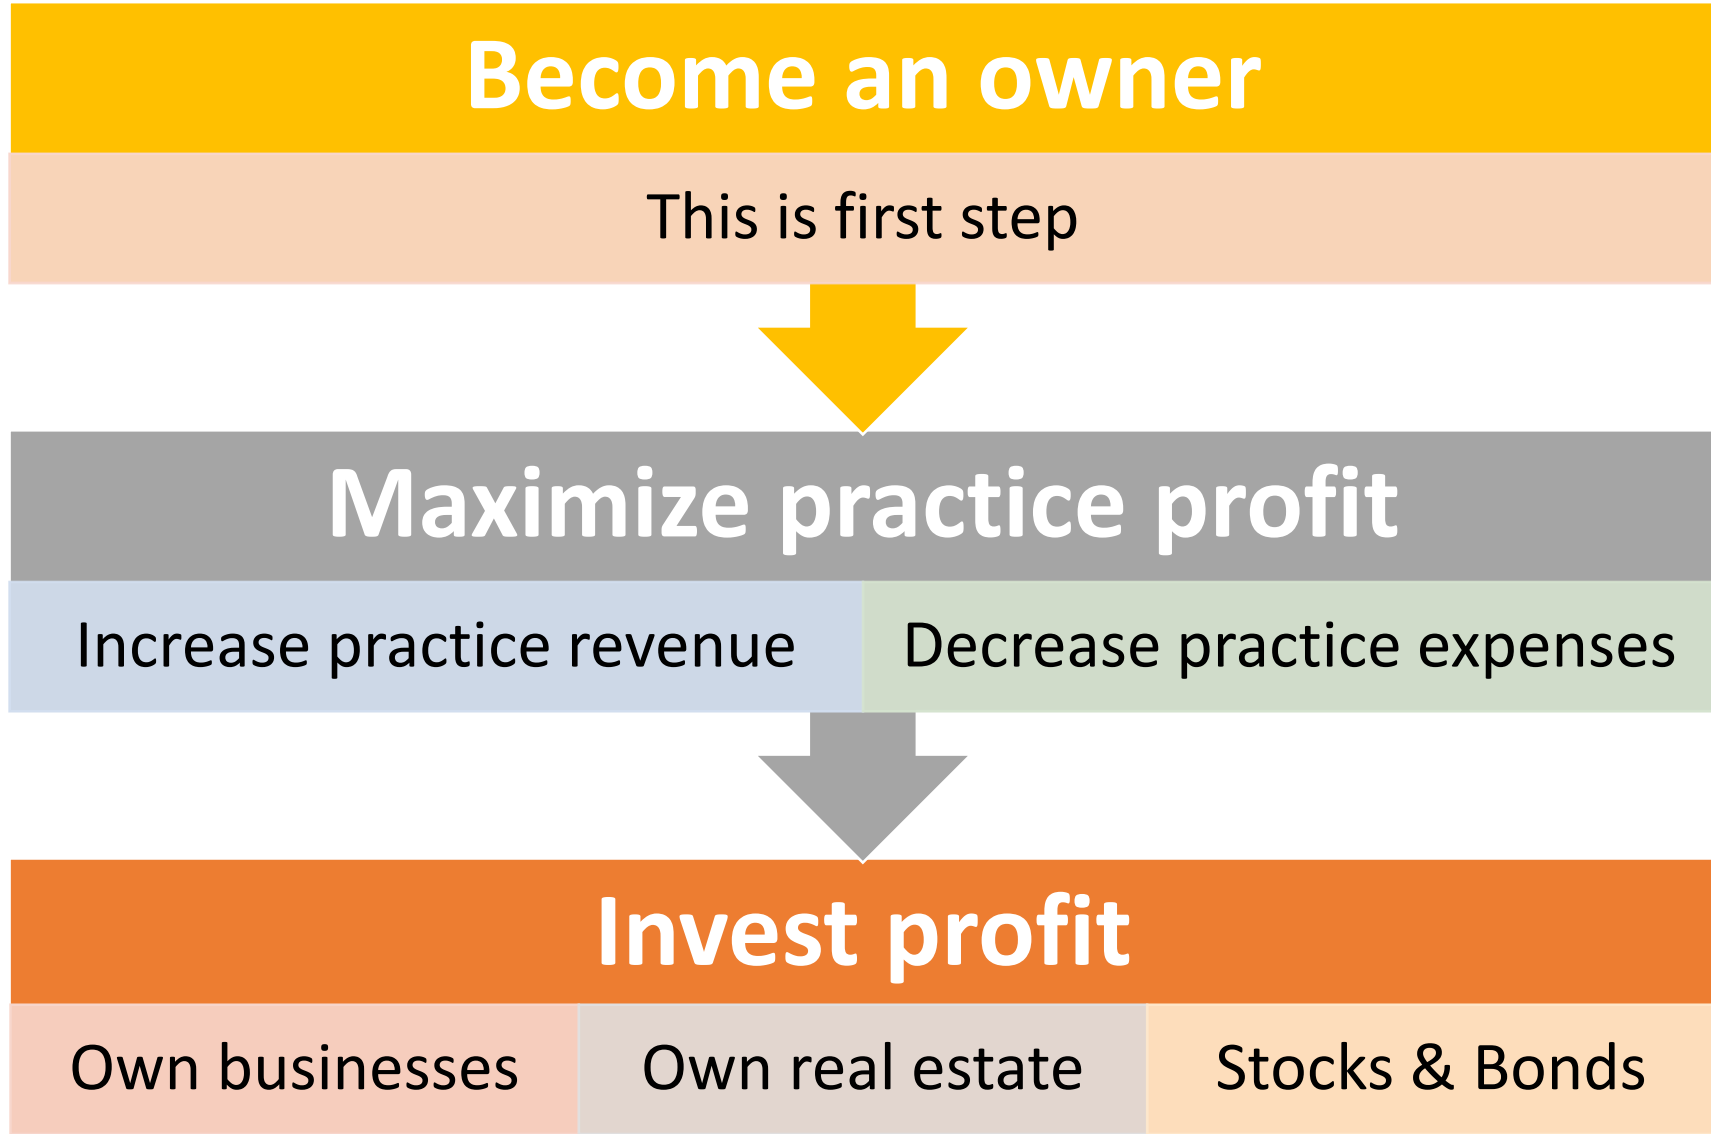 Become an owner
This is first step
Maximize practice profit
Increase practice revenue
Decrease practice expenses
Invest profit
Own businesses
Own real estate
Stocks & Bonds